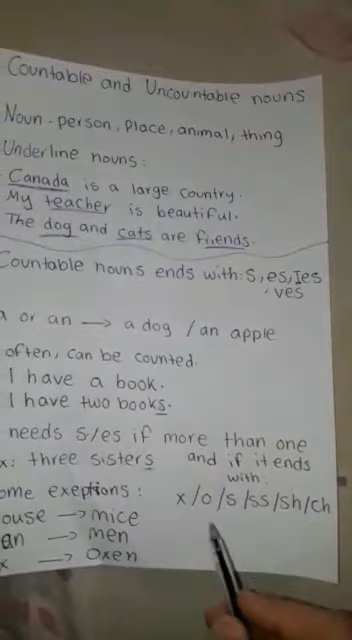 Countable and Uncountable nouns
Noun - person, place, animal, thing
Underline nouns:
Canada is a large country.
My teacher is beautiful.
The dog and cats are friends.
Countable nouns ends with: s, es, Ies
, ves
a or an → a dog / an apple
often, can be counted.
I have a book.
I have two books.
needs s/es if more than one
x: three sisters and if it ends
with:
ome exeptions: x/o/s/ss/sh/ch
ouse → mice
an → men
x → oxen